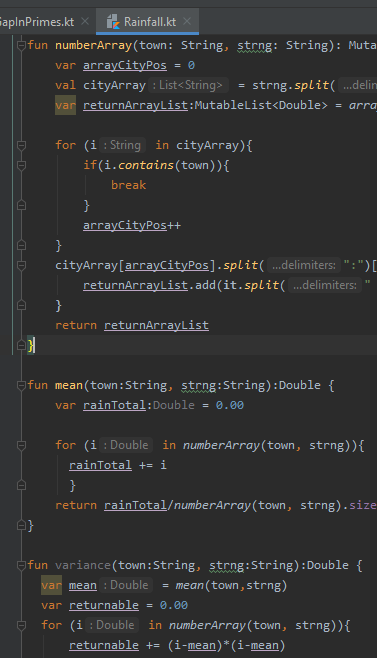 GapInPrimes.kt × Rainfall.kt ×
fun numberArray(town: String, strng: String): Muta
var arrayCityPos = 0
val cityArray : List<String> = strng.split( ...delim
var returnArrayList:MutableList<Double> = arra
for (i : String in cityArray){
if(i.contains(town)){
break
}
arrayCityPos++
}
cityArray[arrayCityPos].split( ...delimiters: ":")[
returnArrayList.add(it.split( ...delimiters: "
}
return returnArrayList
}
fun mean(town:String, strng:String):Double {
var rainTotal: Double = 0.00
for (i : Double in numberArray(town, strng)){
rainTotal += i
}
return rainTotal/numberArray(town, strng).size
}
fun variance(town:String, strng:String):Double {
var mean : Double = mean(town,strng)
var returnable = 0.00
for (i : Double in numberArray(town, strng)){
returnable += (i-mean)*(i-mean)